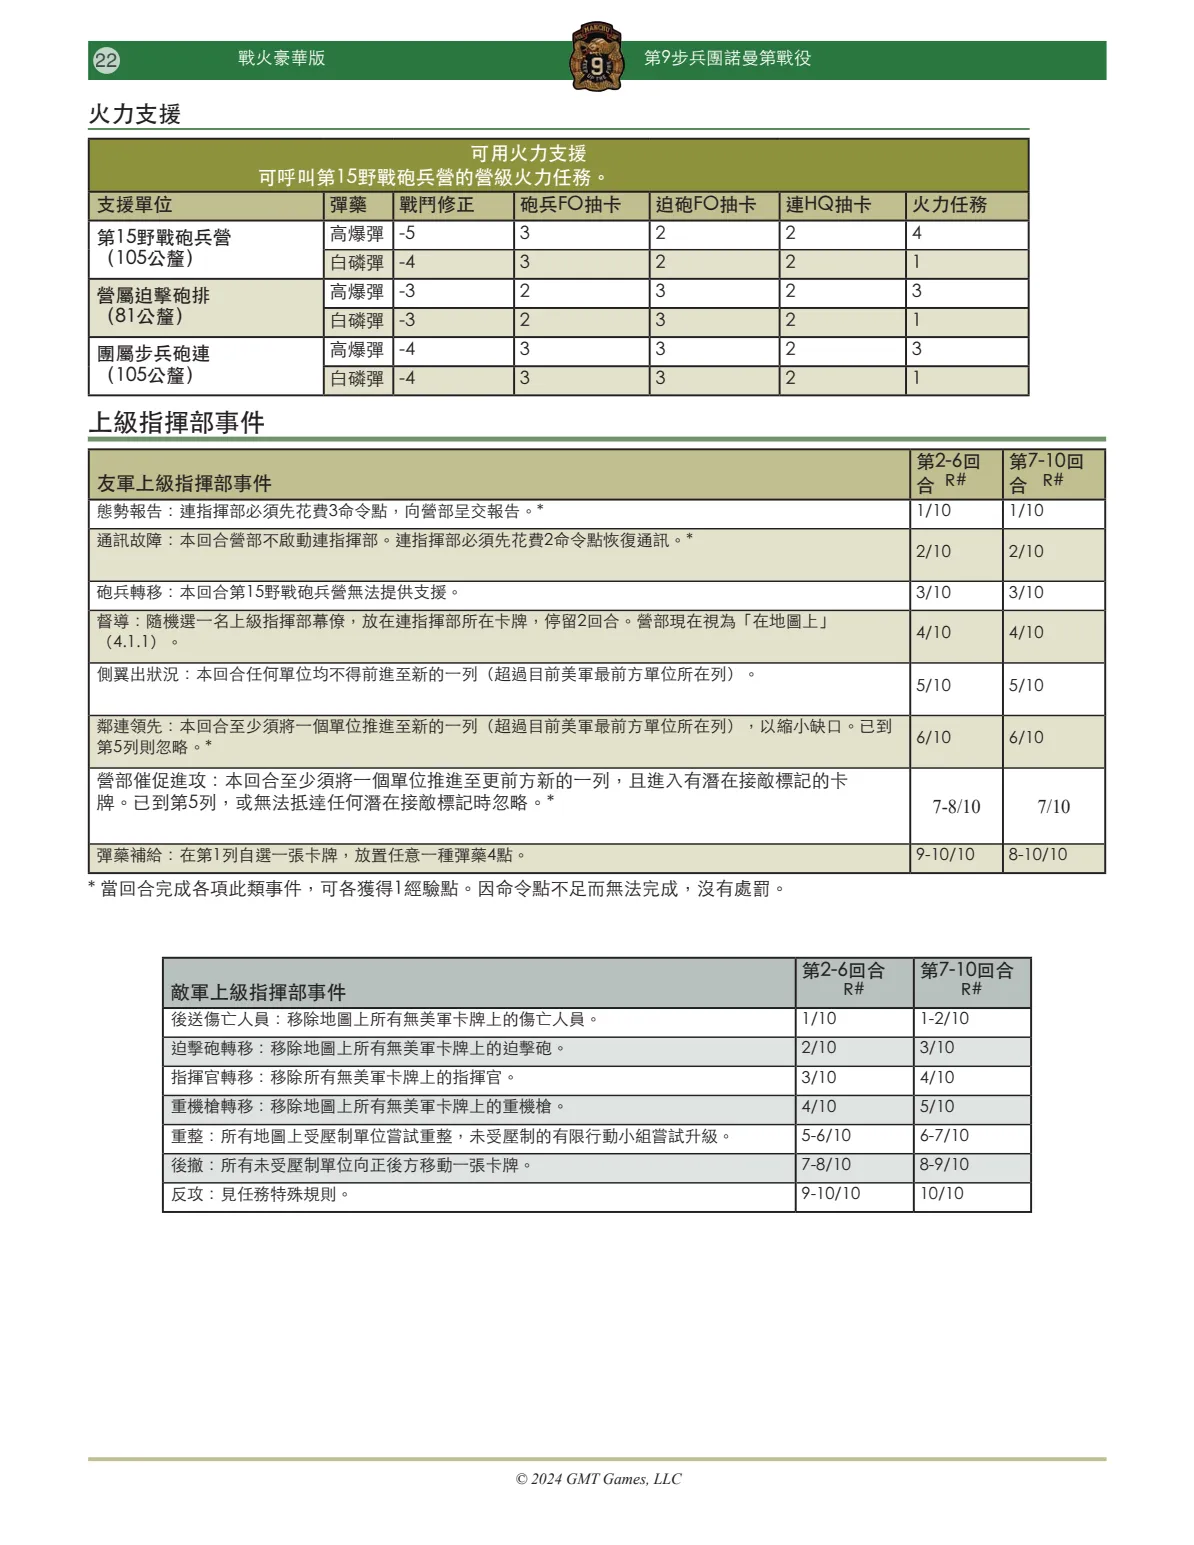 22 戰火豪華版 MANCHU 9 第9步兵團諾曼第戰役
火力支援
可用火力支援
可呼叫第15野戰砲兵營的營級火力任務。
支援單位 彈藥 戰鬥修正 砲兵FO抽卡 迫砲FO抽卡 連HQ抽卡 火力任務
第15野戰砲兵營
（105公釐） 高爆彈 -5 3 2 2 4
白磷彈 -4 3 2 2 1
營屬迫擊砲排
（81公釐） 高爆彈 -3 2 3 2 3
白磷彈 -3 2 3 2 1
團屬步兵砲連
（105公釐） 高爆彈 -4 3 3 2 3
白磷彈 -4 3 3 2 1
上級指揮部事件
友軍上級指揮部事件 第2-6回合 R# 第7-10回合 R#
態勢報告：連指揮部必須先花費3命令點，向營部呈交報告。* 1/10 1/10
通訊故障：本回合營部不啟動連指揮部。連指揮部必須先花費2命令點恢復通訊。* 2/10 2/10
砲兵轉移：本回合第15野戰砲兵營無法提供支援。 3/10 3/10
督導：隨機選一名上級指揮部幕僚，放在連指揮部所在卡牌，停留2回合。營部現在視為「在地圖上」
（4.1.1）。 4/10 4/10
側翼出狀況：本回合任何單位均不得前進至新的一列（超過目前美軍最前方單位所在列）。 5/10 5/10
鄰連領先：本回合至少須將一個單位推進至新的一列（超過目前美軍最前方單位所在列），以縮小缺口。已到
第5列則忽略。* 6/10 6/10
營部催促進攻：本回合至少須將一個單位推進至更前方新的一列，且進入有潛在接敵標記的卡
牌。已到第5列，或無法抵達任何潛在接敵標記時忽略。* 7-8/10 7/10
彈藥補給：在第1列自選一張卡牌，放置任意一種彈藥4點。 9-10/10 8-10/10
* 當回合完成各項此類事件，可各獲得1經驗點。因命令點不足而無法完成，沒有處罰。
敵軍上級指揮部事件 第2-6回合 R# 第7-10回合 R#
後送傷亡人員：移除地圖上所有無美軍卡牌上的傷亡人員。 1/10 1-2/10
迫擊砲轉移：移除地圖上所有無美軍卡牌上的迫擊砲。 2/10 3/10
指揮官轉移：移除所有無美軍卡牌上的指揮官。 3/10 4/10
重機槍轉移：移除地圖上所有無美軍卡牌上的重機槍。 4/10 5/10
重整：所有地圖上受壓制單位嘗試重整，未受壓制的有限行動小組嘗試升級。 5-6/10 6-7/10
後撤：所有未受壓制單位向正後方移動一張卡牌。 7-8/10 8-9/10
反攻：見任務特殊規則。 9-10/10 10/10
© 2024 GMT Games, LLC